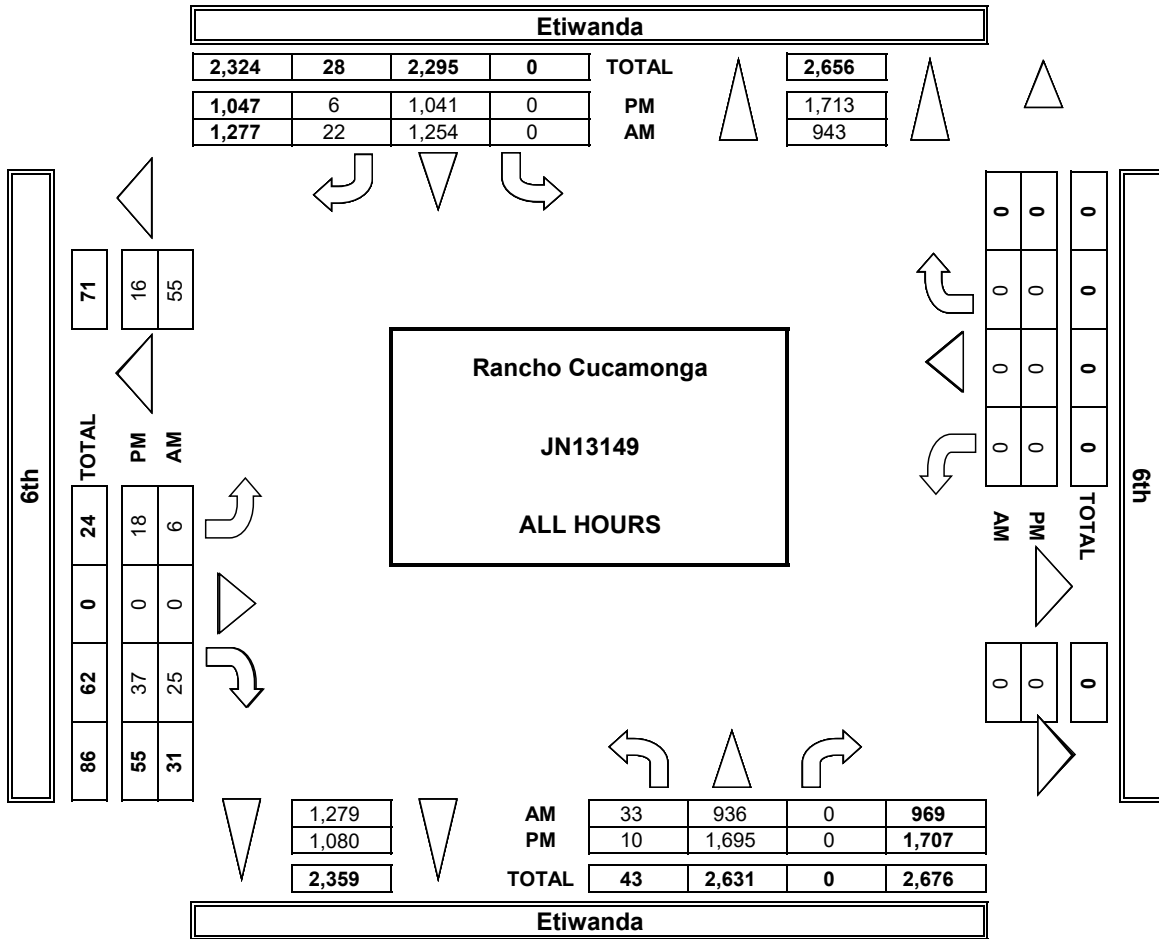 Etiwanda
2,324 28 2,295 0 TOTAL 2,656
1,047 6 1,041 0 PM 1,713
1,277 22 1,254 0 AM 943
6th
71 16 55
TOTAL PM AM
24 18 6
0 0 0
62 37 25
86 55 31
Rancho Cucamonga
JN13149
ALL HOURS
0 0 0
0 0 0
0 0 0
0 0 0
AM PM TOTAL
0 0 0
6th
1,279 AM 33 936 0 969
1,080 PM 10 1,695 0 1,707
2,359 TOTAL 43 2,631 0 2,676
Etiwanda